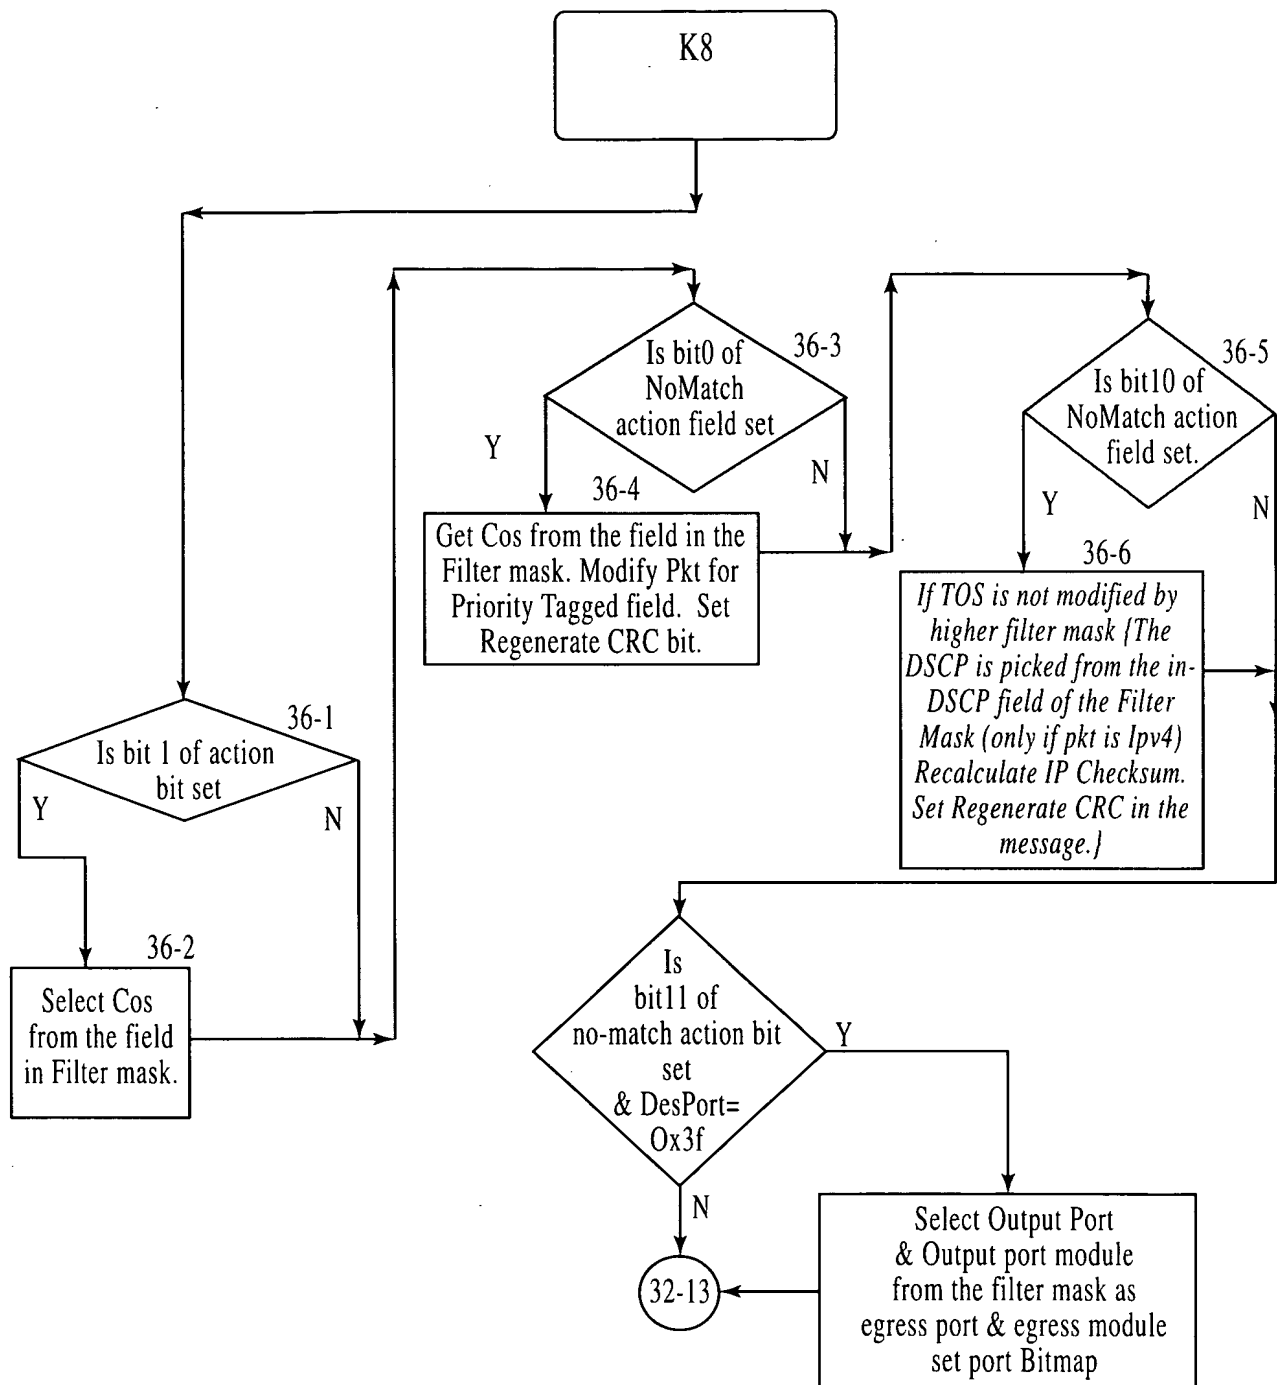 K8
36-1
Is bit 1 of action
bit set
Y
N
36-2
Select Cos
from the field
in Filter mask.
36-3
Is bit0 of
NoMatch
action field set
Y
N
36-4
Get Cos from the field in the
Filter mask. Modify Pkt for
Priority Tagged field. Set
Regenerate CRC bit.
36-5
Is bit10 of
NoMatch action
field set.
Y
N
36-6
If TOS is not modified by
higher filter mask {The
DSCP is picked from the in-
DSCP field of the Filter
Mask (only if pkt is Ipv4)
Recalculate IP Checksum.
Set Regenerate CRC in the
message.}
Is
bit11 of
no-match action bit
set
& DesPort=
Ox3f
Y
N
32-13
Select Output Port
& Output port module
from the filter mask as
egress port & egress module
set port Bitmap